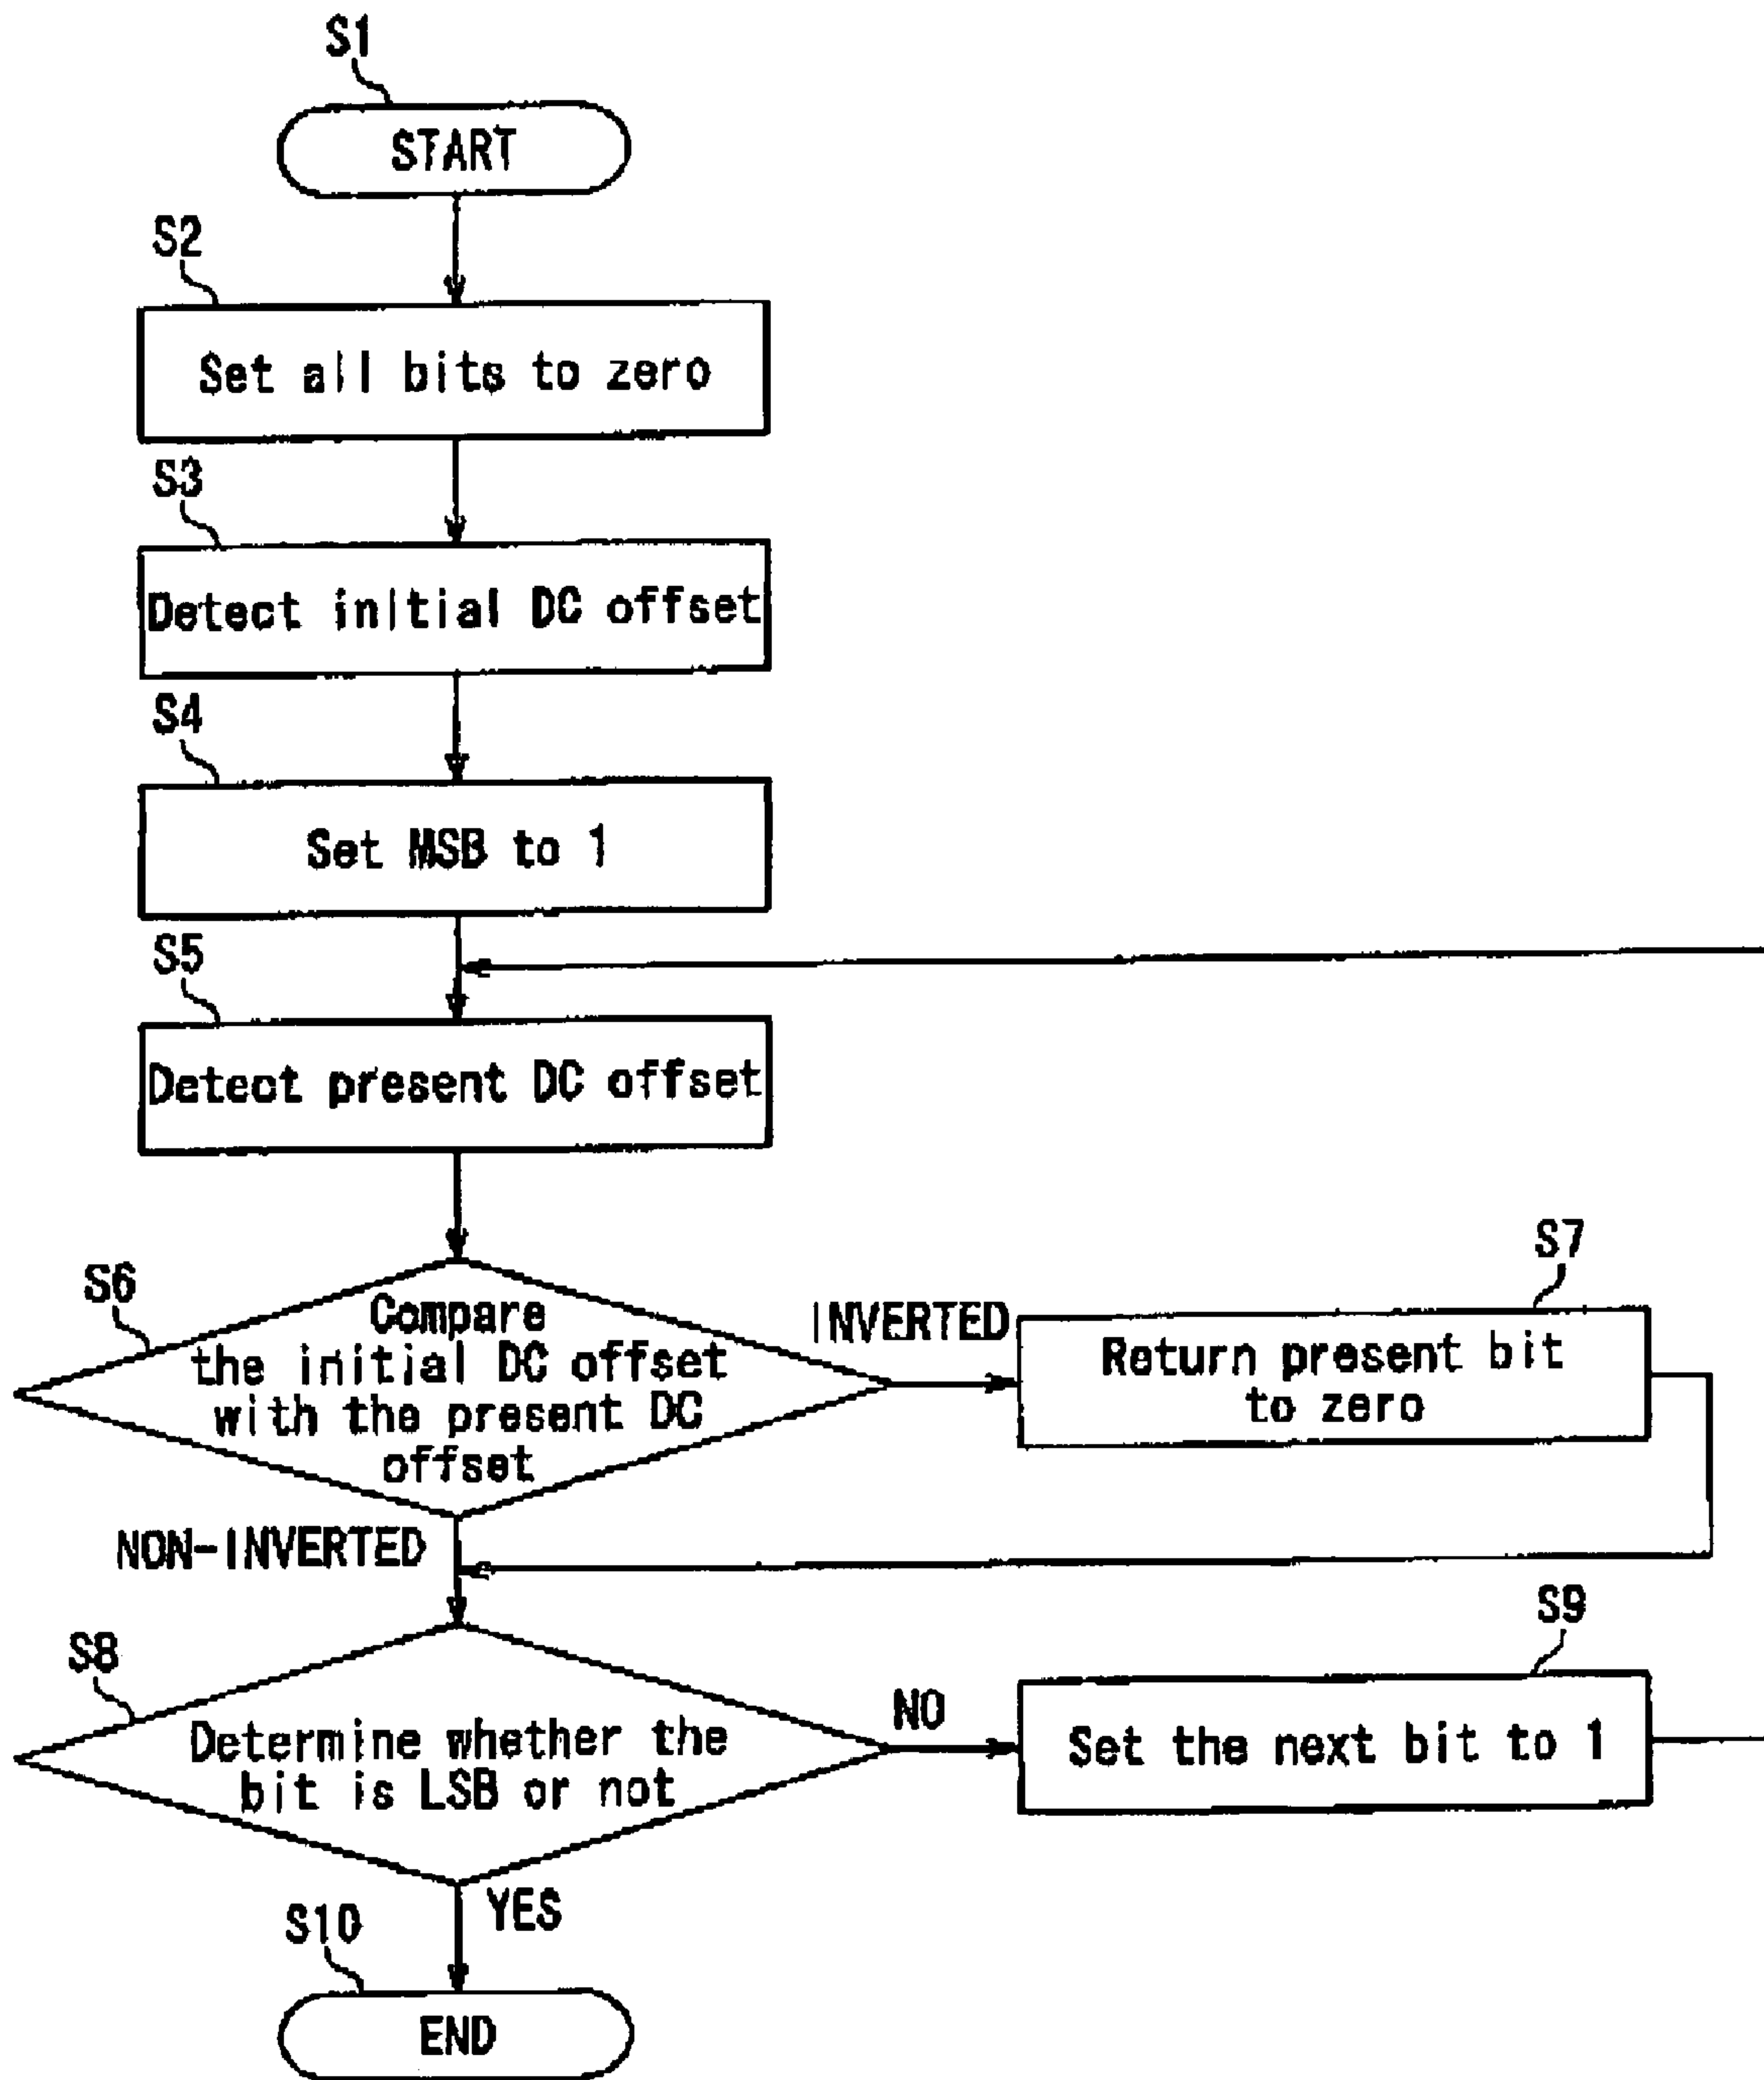 S1
START
S2
Set all bits to zero
S3
Detect initial DC offset
S4
Set MSB to 1
S5
Detect present DC offset
S6
Compare
the initial DC offset
with the present DC
offset
INVERTED
S7
Return present bit
to zero
NON-INVERTED
S8
Determine whether the
bit is LSB or not
NO
S9
Set the next bit to 1
YES
S10
END